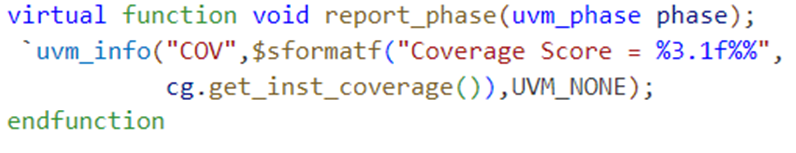 virtual function void report_phase(uvm_phase phase);
`uvm_info("COV",$sformatf("Coverage Score = %3.1f%%",
cg.get_inst_coverage()),UVM_NONE);
endfunction